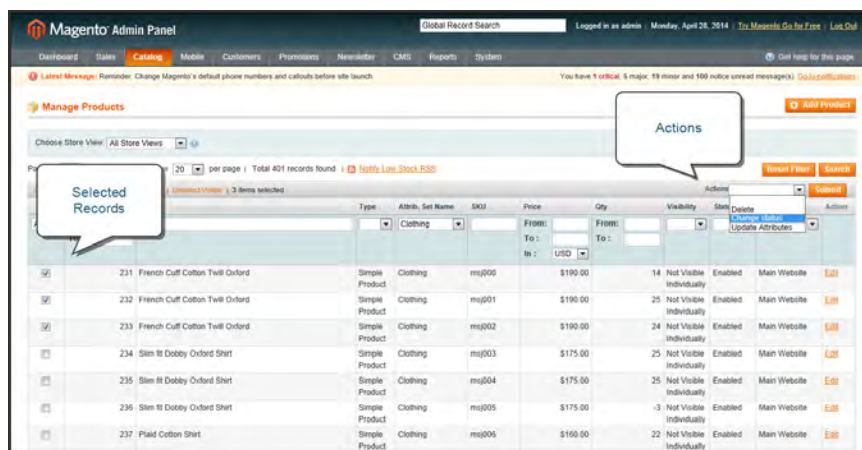 Magento Admin Panel
Global Record Search
Logged in as admin | Monday, April 28, 2014 | Try Magento Go for Free | Log Out
Dashboard Sales Catalog Mobile Customers Promotions Newsletter CMS Reports System
Get help for this page
Latest Message: Reminder: Change Magento's default phone numbers and callouts before site launch
You have 1 critical, 5 major, 19 minor and 100 notice unread message(s). Go to notifications
Manage Products
Add Product
Choose Store View: All Store Views
Actions
20 per page | Total 401 records found | Notify Low Stock RSS
Reset Filter Search
Selected Records
Unselect Visible | 3 items selected
Actions
Submit
Delete
Change status
Update Attributes
Type Attrib. Set Name SKU Price Qty Visibility Action
Clothing
From: From:
To : To :
In : USD
231 French Cuff Cotton Twill Oxford Simple Product Clothing msj000 $190.00 14 Not Visible Individually Enabled Main Website Edit
232 French Cuff Cotton Twill Oxford Simple Product Clothing msj001 $190.00 25 Not Visible Individually Enabled Main Website Edit
233 French Cuff Cotton Twill Oxford Simple Product Clothing msj002 $190.00 24 Not Visible Individually Enabled Main Website Edit
234 Slim fit Dobby Oxford Shirt Simple Product Clothing msj003 $175.00 25 Not Visible Individually Enabled Main Website Edit
235 Slim fit Dobby Oxford Shirt Simple Product Clothing msj004 $175.00 25 Not Visible Individually Enabled Main Website Edit
236 Slim fit Dobby Oxford Shirt Simple Product Clothing msj005 $175.00 -3 Not Visible Individually Enabled Main Website Edit
237 Plaid Cotton Shirt Simple Product Clothing msj006 $160.00 22 Not Visible Individually Enabled Main Website Edit